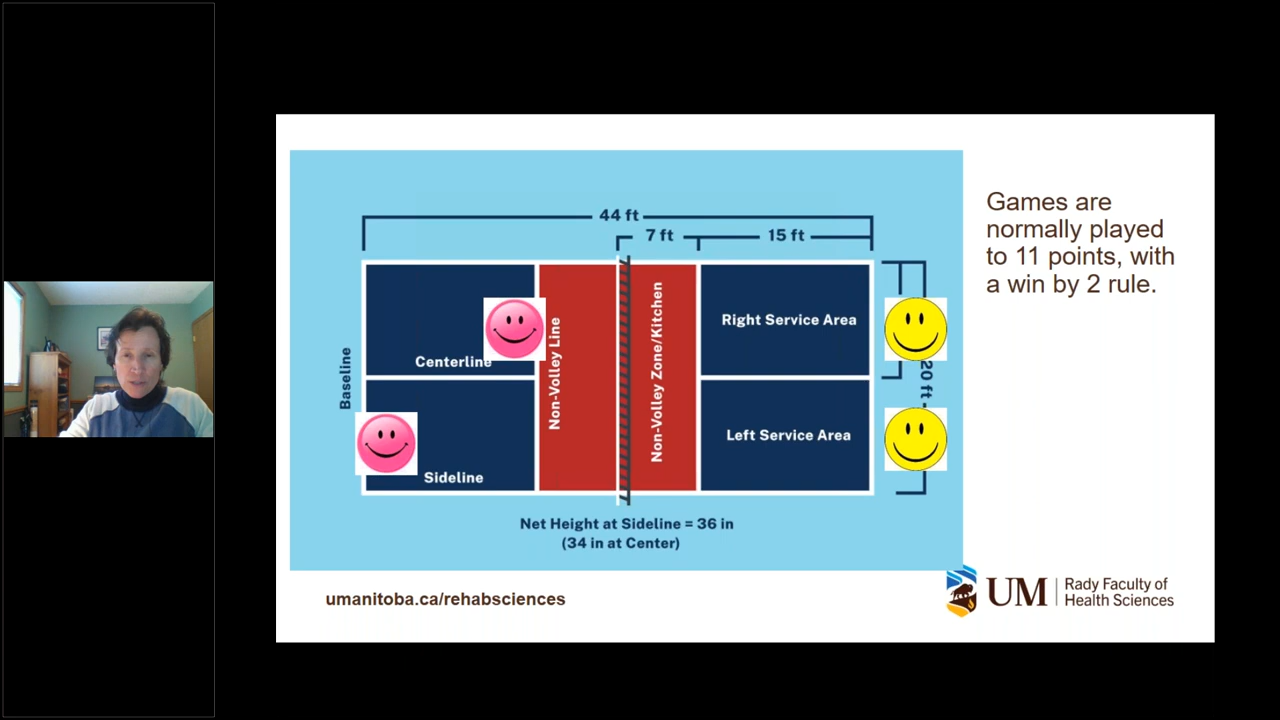 44 ft
7 ft
15 ft
Games are
normally played
to 11 points, with
a win by 2 rule.
Baseline
Centerline
Sideline
Non-Volley Line
Non-Volley Zone/Kitchen
Right Service Area
Left Service Area
20 ft
Net Height at Sideline = 36 in
(34 in at Center)
umanitoba.ca/rehabsciences
UM
Rady Faculty of
Health Sciences